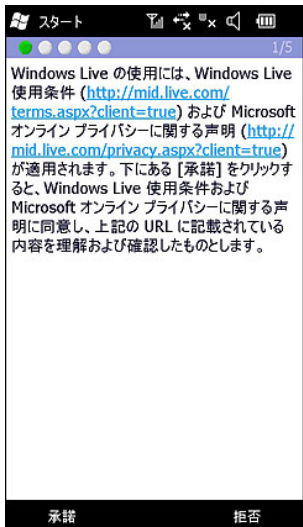 スタート
1/5
Windows Live の使用には、Windows Live
使用条件 (http://mid.live.com/
terms.aspx?client=true) および Microsoft
オンライン プライバシーに関する声明 (http://
mid.live.com/privacy.aspx?client=true)
が適用されます。下にある [承諾] をクリックす
ると、Windows Live 使用条件および
Microsoft オンライン プライバシーに関する声
明に同意し、上記の URL に記載されている
内容を理解および確認したものとします。
承諾 拒否